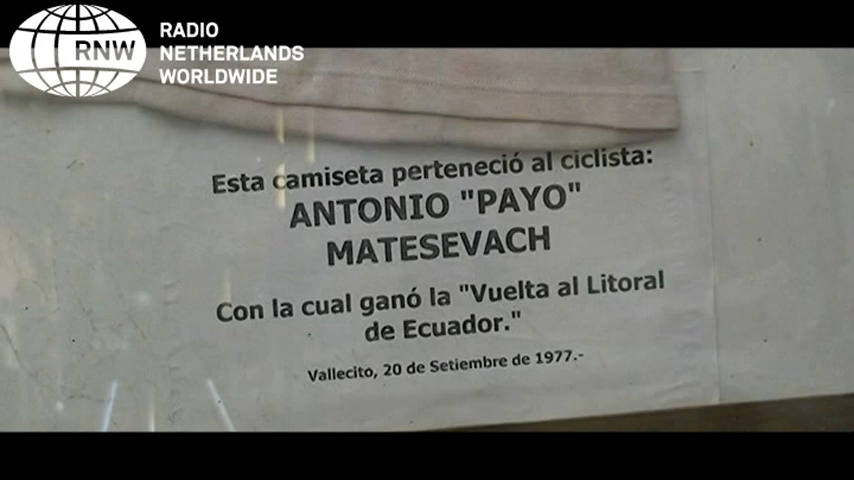 RNW
RADIO
NETHERLANDS
WORLDWIDE
Esta camiseta perteneció al ciclista:
ANTONIO "PAYO"
MATESEVACH
Con la cual ganó la "Vuelta al Litoral
de Ecuador."
Vallecito, 20 de Setiembre de 1977.-